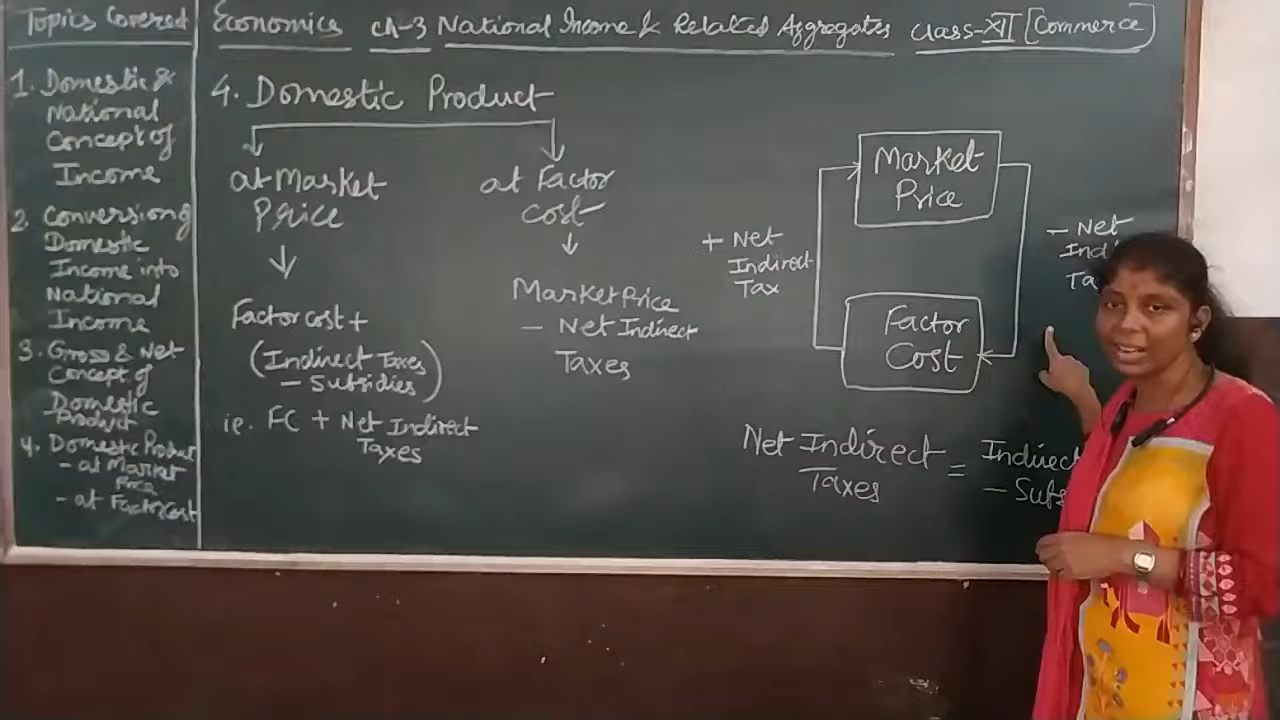 Topics Covered
Economics ch-3 National Income & Related Aggregates Class-XII [Commerce]
1. Domestic &
National
Concept of
Income
2. Conversion of
Domestic
Income into
National
Income
3. Gross & Net
Concept of
Domestic
Product
4. Domestic Product
- at Market
Price
- at Factor Cost
4. Domestic Product
at Market
Price
Factor cost +
(Indirect Taxes
- Subsidies)
ie. FC + Net Indirect
Taxes
at Factor
Cost
Market Price
- Net Indirect
Taxes
Market
Price
+ Net
Indirect
Tax
- Net
Factor
Cost
Net Indirect
Taxes
=
-